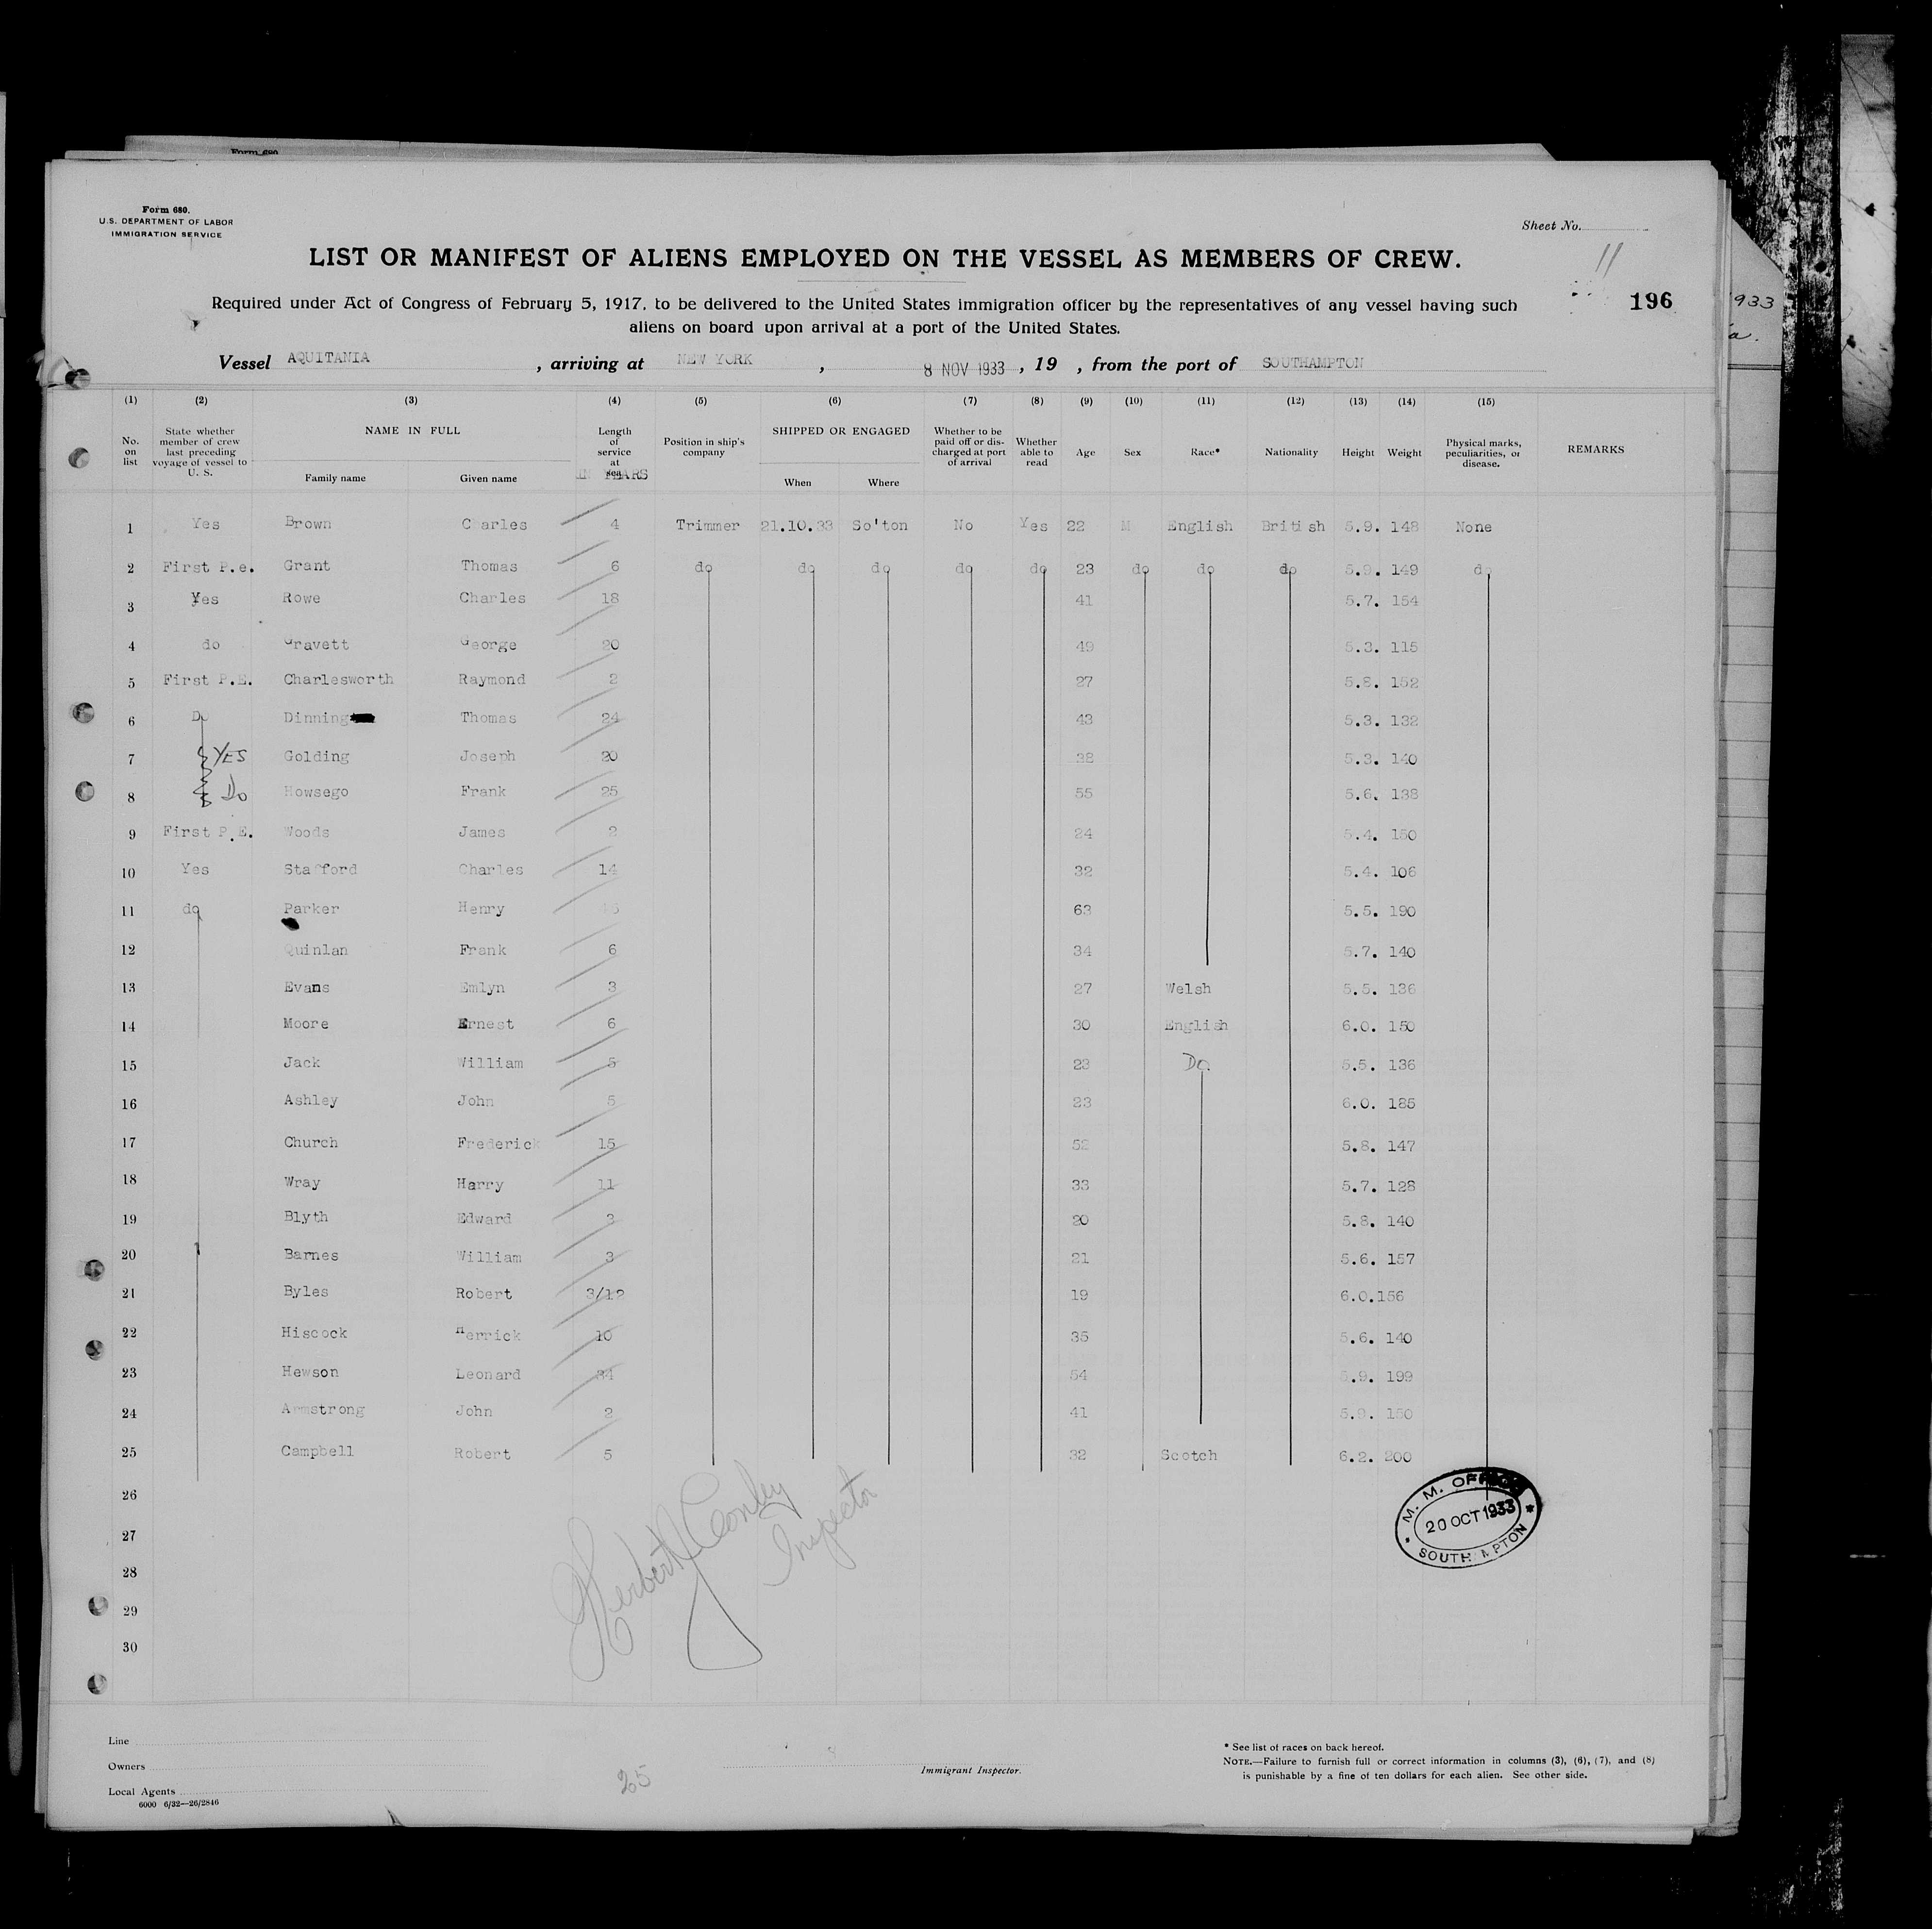 Form 680
Form 680.
U.S. DEPARTMENT OF LABOR
IMMIGRATION SERVICE
Sheet No.
LIST OR MANIFEST OF ALIENS EMPLOYED ON THE VESSEL AS MEMBERS OF CREW.
11
Required under Act of Congress of February 5, 1917, to be delivered to the United States immigration officer by the representatives of any vessel having such
aliens on board upon arrival at a port of the United States.
196
933
a.
Vessel AQUITANIA , arriving at NEW YORK , 8 NOV 1933 , 19 , from the port of SOUTHAMPTON
(1) (2) (3) (4) (5) (6) (7) (8) (9) (10) (11) (12) (13) (14) (15)
No. on list State whether member of crew last preceding voyage of vessel to U. S. NAME IN FULL Family name Given name Length of service at sea IN YEARS Position in ship's company SHIPPED OR ENGAGED When Where Whether to be paid off or discharged at port of arrival Whether able to read Age Sex Race* Nationality Height Weight Physical marks, peculiarities, or disease. REMARKS
1 Yes Brown C arles 4 Trimmer 21.10.33 So'ton No Yes 22 M English British 5.9. 148 None
2 First P.e. Grant Thomas 6 do do do do do 23 do do do 5.9. 149 do
3 Yes Rowe Charles 18 41 5.7. 154
4 do Gravett George 20 49 5.3. 115
5 First P.E. Charlesworth Raymond 2 27 5.8. 152
6 Do Dinning Thomas 24 43 5.3. 132
7 YES Golding Joseph 20 38 5.3. 140
8 Do Howsego Frank 25 55 5.6. 138
9 First P.E. Woods James 2 24 5.4. 150
10 Yes Stafford Charles 14 32 5.4. 106
11 do Parker Henry 63 5.5. 190
12 Quinlan Frank 6 34 5.7. 140
13 Evans Emlyn 3 27 Welsh 5.5. 136
14 Moore Ernest 6 30 English 6.0. 150
15 Jack William 5 23 Do. 5.5. 136
16 Ashley John 5 23 6.0. 185
17 Church Frederick 15 52 5.8. 147
18 Wray Harry 11 33 5.7. 128
19 Blyth Edward 3 20 5.8. 140
20 Barnes William 3 21 5.6. 157
21 Byles Robert 3/12 19 6.0.156
22 Hiscock Herrick 10 35 5.6. 140
23 Hewson Leonard 34 54 5.9. 199
24 Armstrong John 2 41 5.9. 150
25 Campbell Robert 5 32 Scotch 6.2. 200
26
27
28
29
30
Herbert J Conley
Inspector
M. M. OFFICE
20 OCT 1933
SOUTHAMPTON
Line
Owners
Local Agents
6000 6/32—26/2846
25
Immigrant Inspector.
* See list of races on back hereof.
NOTE.—Failure to furnish full or correct information in columns (3), (6), (7), and (8)
is punishable by a fine of ten dollars for each alien. See other side.